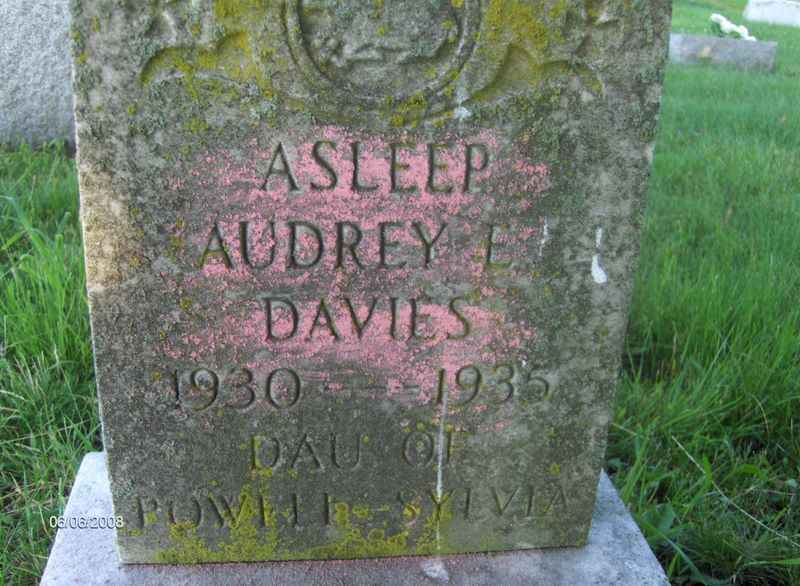 ASLEEP
AUDREY E
DAVIES
1930 -- 1935
DAU OF
POWELL - SYLVIA
06/06/2008